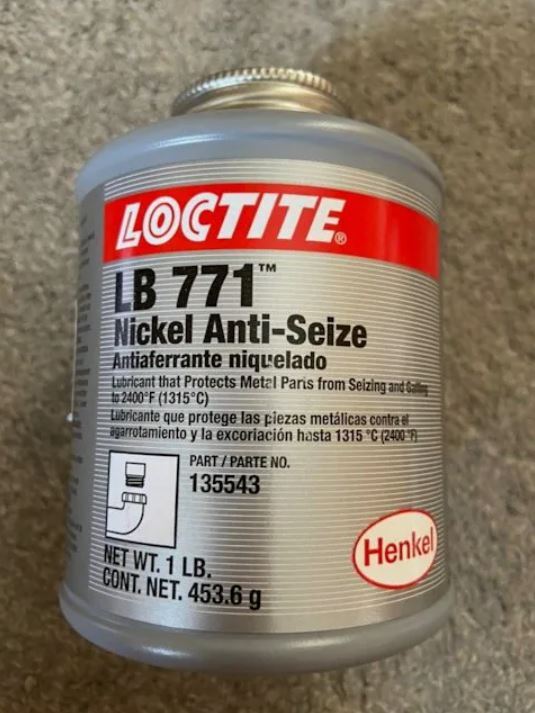 LOCTITE®
LB 771™
Nickel Anti-Seize
Antiaferrante niquelado
Lubricant that Protects Metal Parts from Seizing and Galling
to 2400°F (1315°C)
Lubricante que protege las piezas metálicas contra el
agarrotamiento y la excoriación hasta 1315 °C (2400 °F)
PART / PARTE NO.
135543
Henkel
NET WT. 1 LB.
CONT. NET. 453.6 g